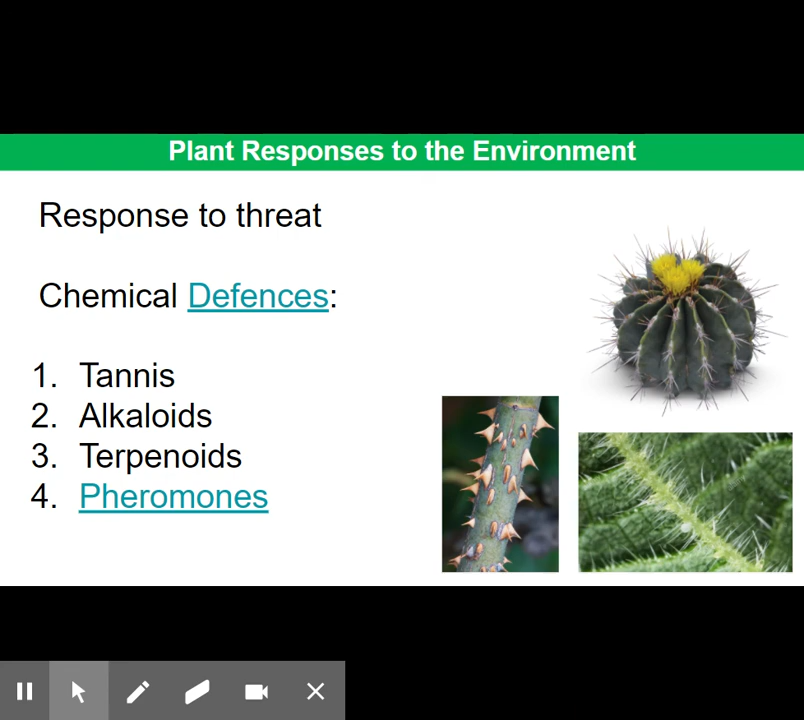 Plant Responses to the Environment
Response to threat
Chemical Defences:
1. Tannis
2. Alkaloids
3. Terpenoids
4. Pheromones